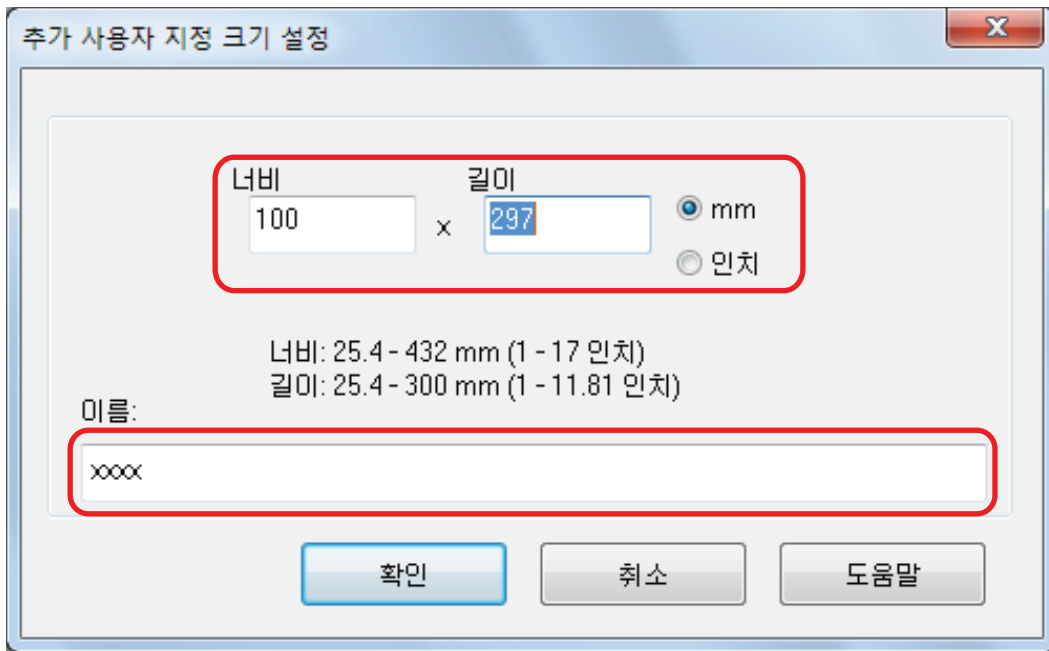 추가 사용자 지정 크기 설정
너비 길이
100 x 297 mm
인치
너비: 25.4 - 432 mm (1 - 17 인치)
길이: 25.4 - 300 mm (1 - 11.81 인치)
이름:
xxxx
확인 취소 도움말